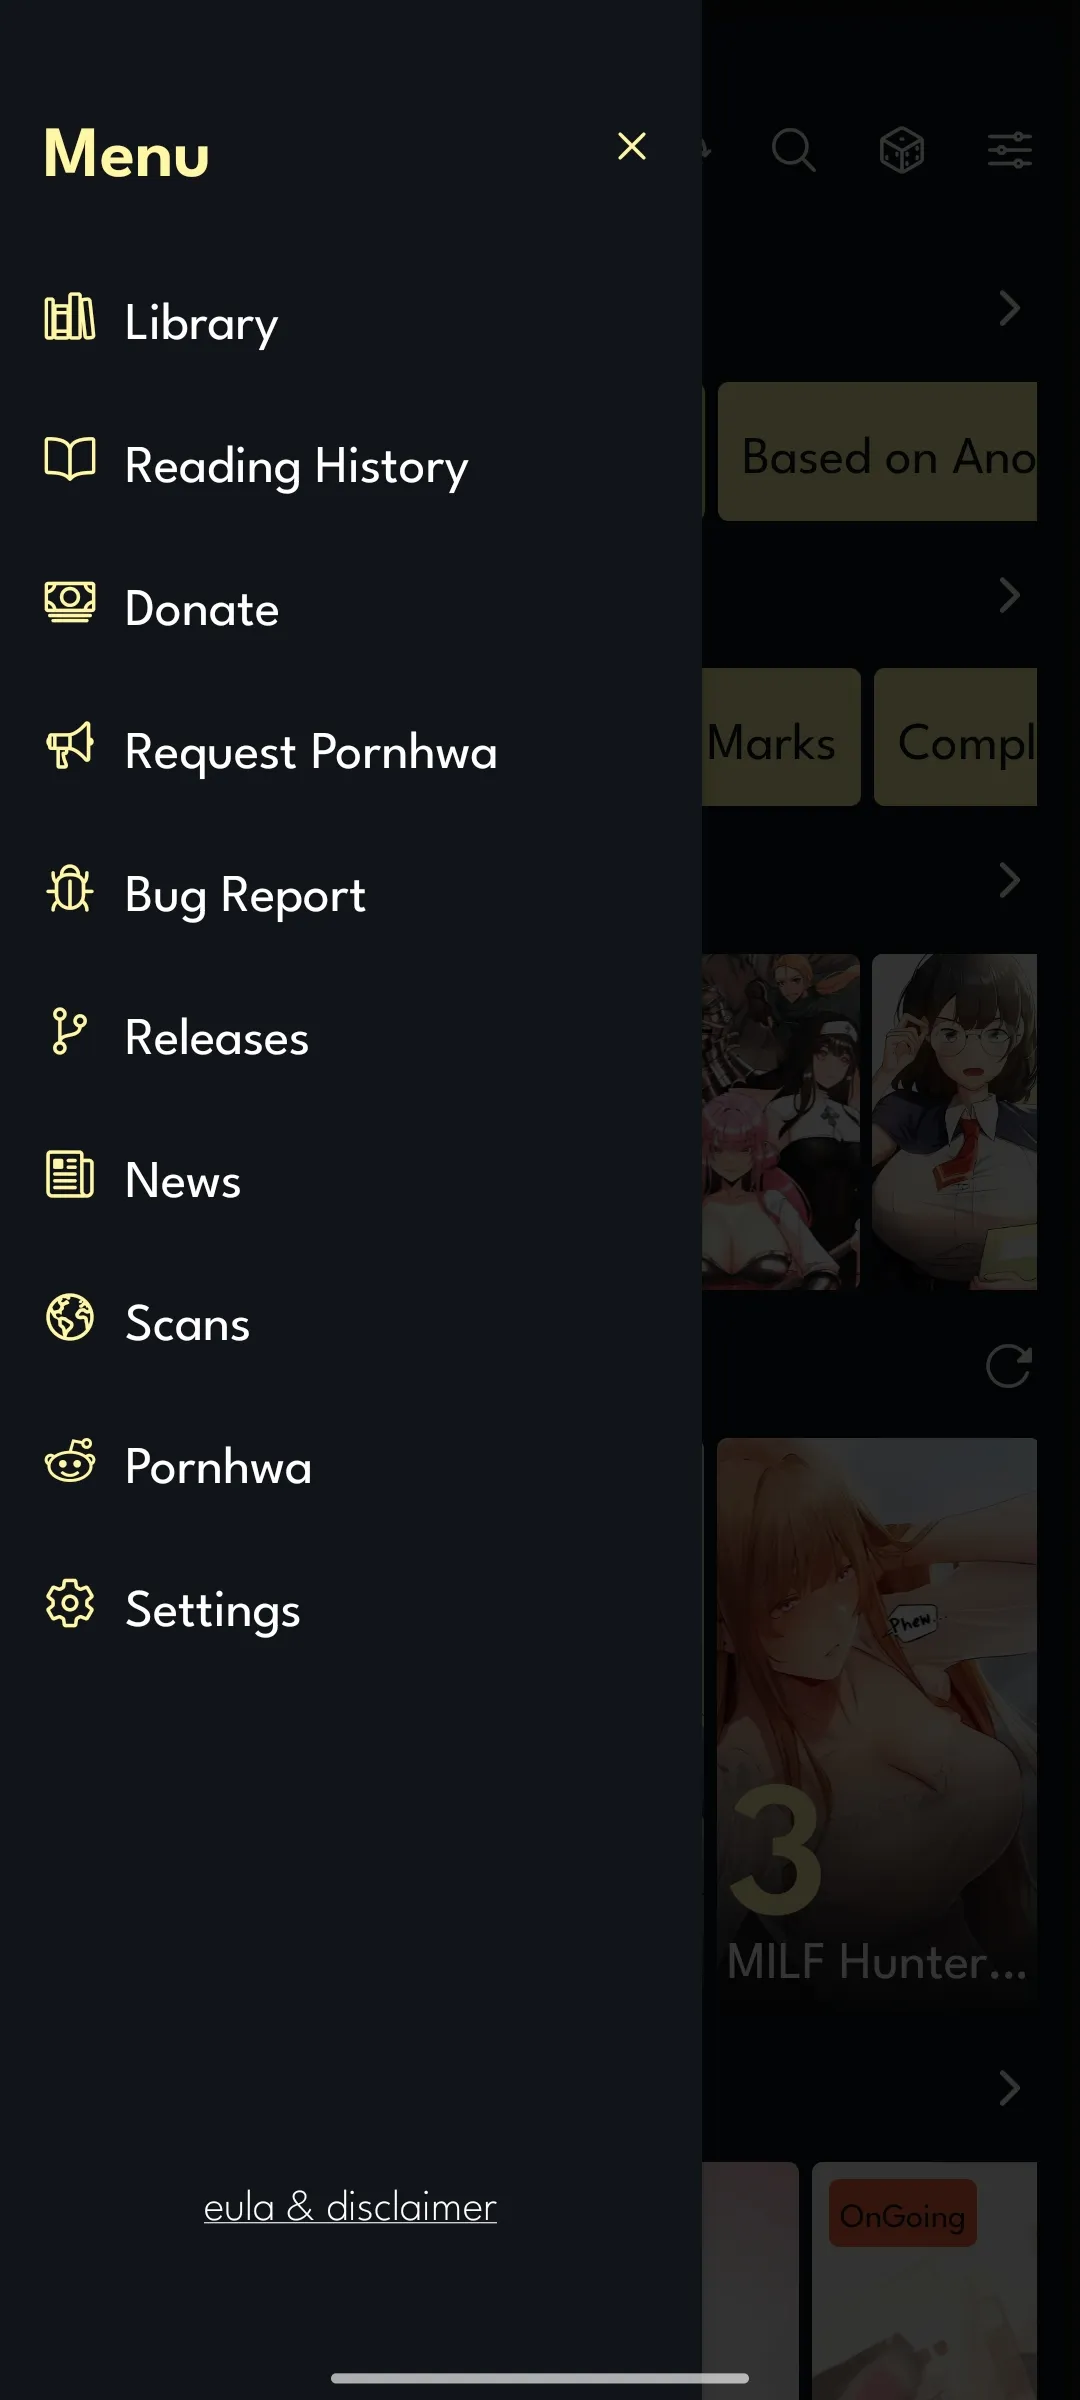 Menu
Library
Based on Ano
Reading History
Donate
Request Pornhwa
Marks
Compl
Bug Report
Releases
News
Scans
Pornhwa
Settings
Phew
3
MILF Hunter...
eula & disclaimer
OnGoing